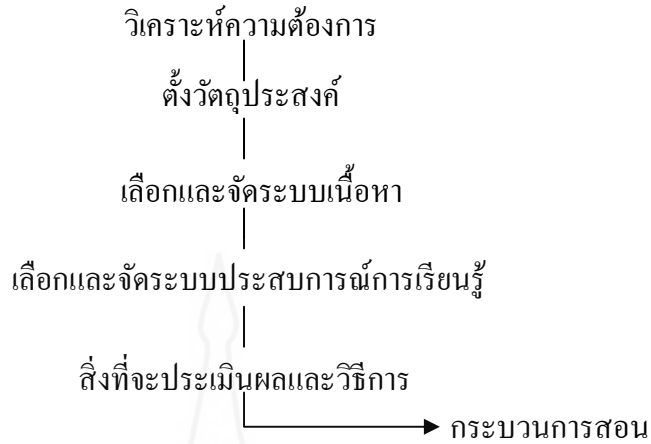 วิเคราะห์ความต้องการ
ตั้งวัตถุประสงค์
เลือกและจัดระบบเนื้อหา
เลือกและจัดระบบประสบการณ์การเรียนรู้
สิ่งที่จะประเมินผลและวิธีการ
กระบวนการสอน